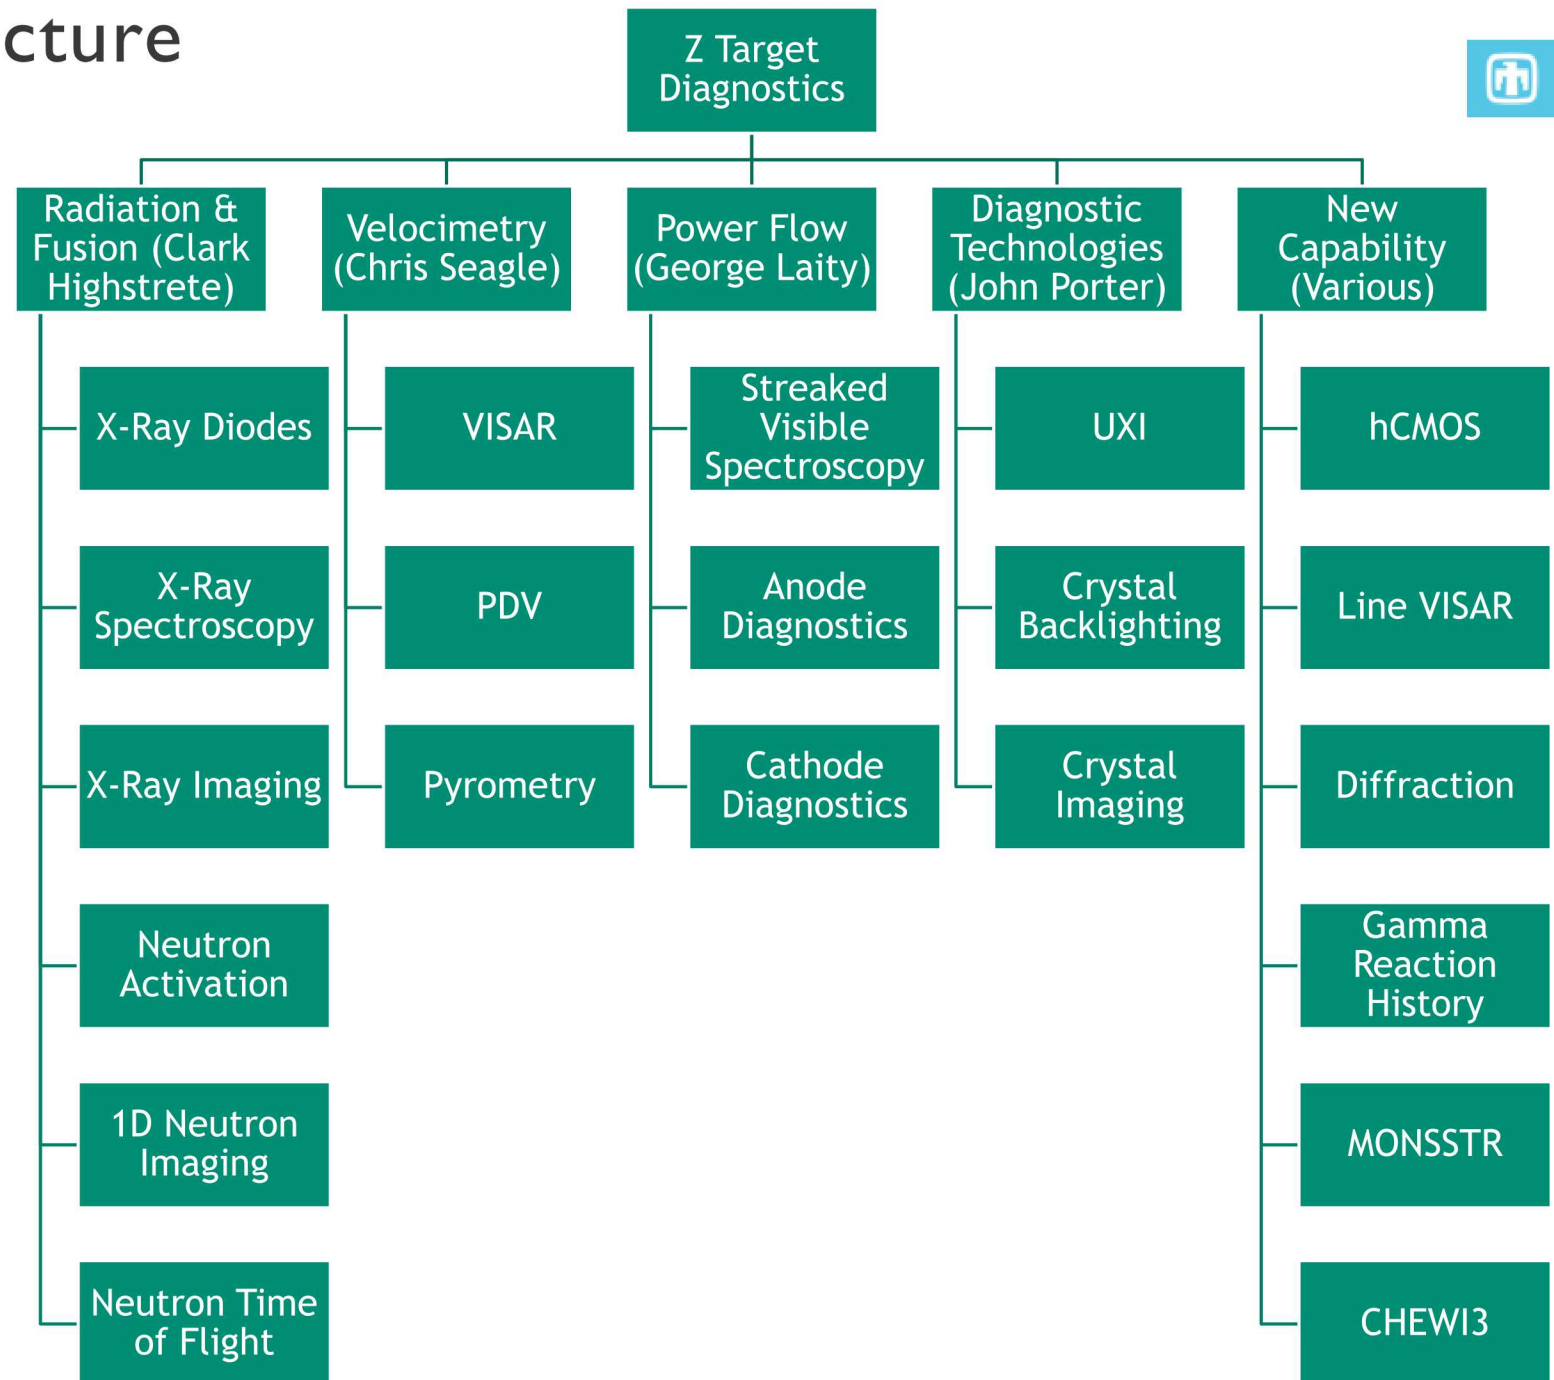 cture
Z Target
Diagnostics
Radiation &
Fusion (Clark
Highstrete)
X-Ray Diodes
X-Ray
Spectroscopy
X-Ray Imaging
Neutron
Activation
1D Neutron
Imaging
Neutron Time
of Flight
Velocimetry
(Chris Seagle)
VISAR
PDV
Pyrometry
Power Flow
(George Laity)
Streaked
Visible
Spectroscopy
Anode
Diagnostics
Cathode
Diagnostics
Diagnostic
Technologies
(John Porter)
UXI
Crystal
Backlighting
Crystal
Imaging
New
Capability
(Various)
hCMOS
Line VISAR
Diffraction
Gamma
Reaction
History
MONSSTR
CHEWI3